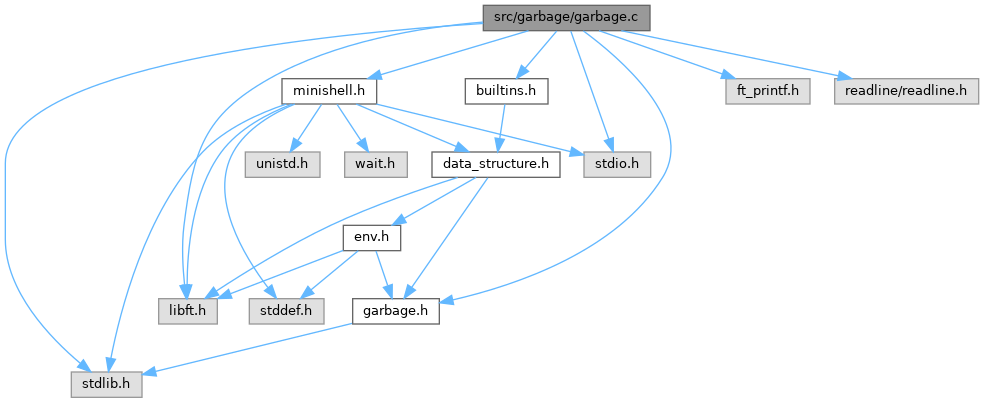 src/garbage/garbage.c
minishell.h
builtins.h
ft_printf.h
readline/readline.h
unistd.h
wait.h
data_structure.h
stdio.h
env.h
libft.h
stddef.h
garbage.h
stdlib.h